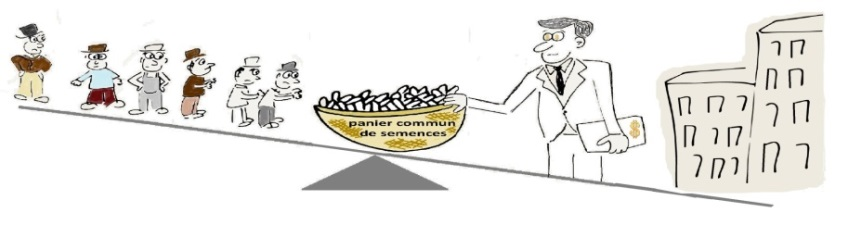 panier commun
de semences
$